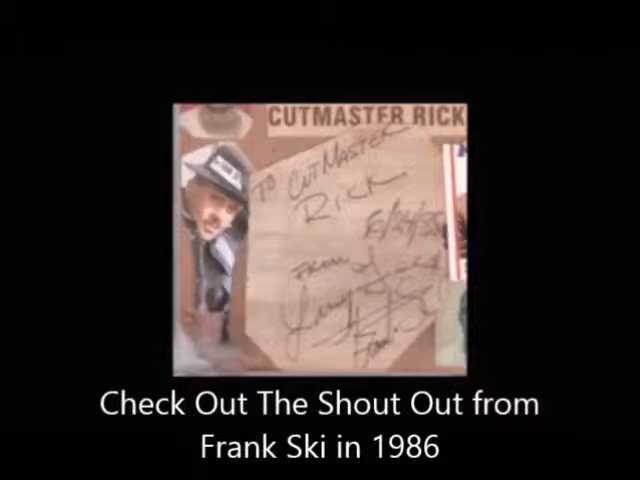 CUTMASTER RICK
TO CUTMASTER
RICK
FROM
Check Out The Shout Out from
Frank Ski in 1986